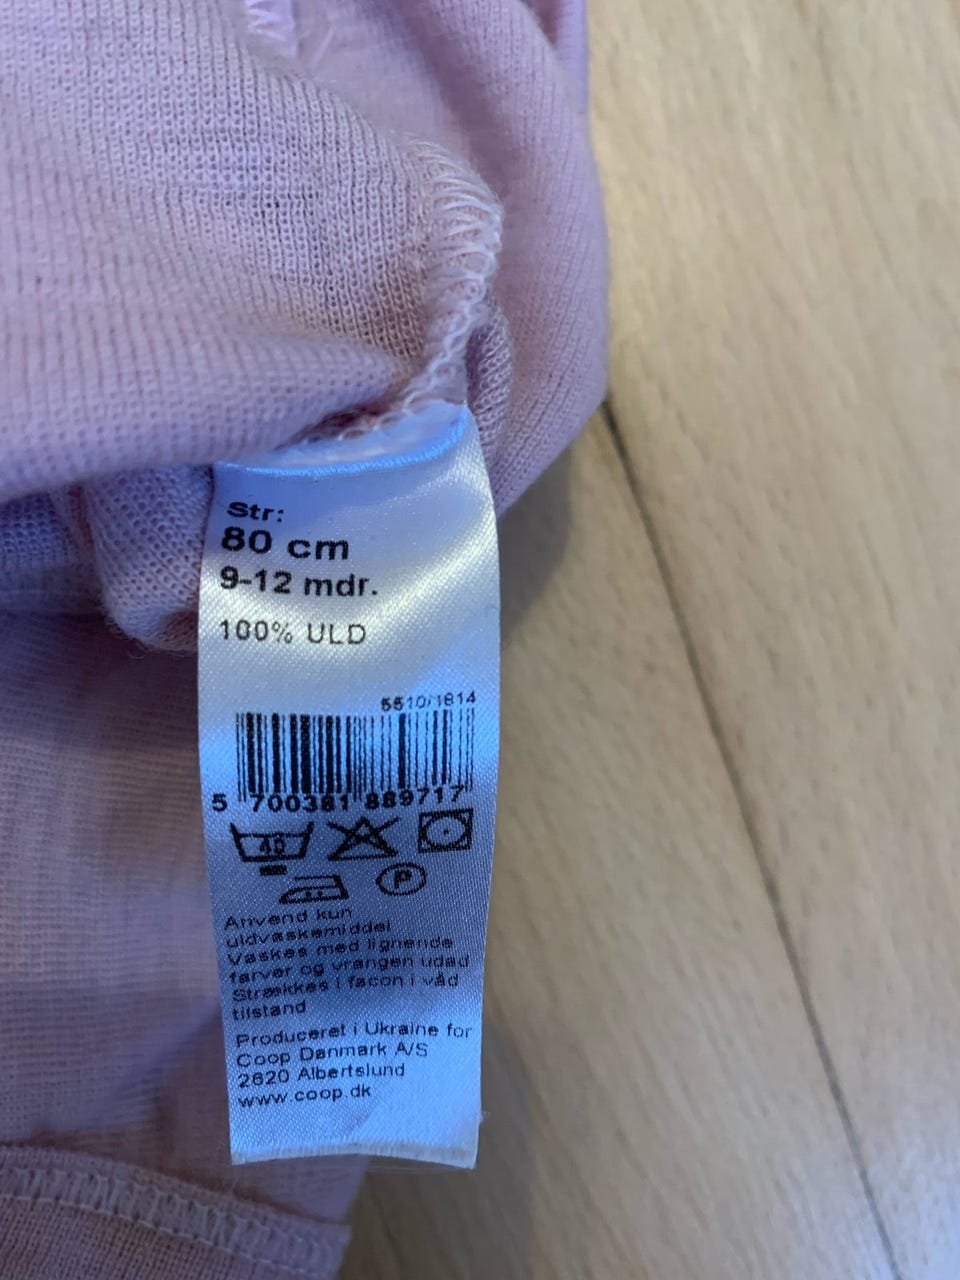 Str:
80 cm
9-12 mdr.
100% ULD
5510/1814
5 700381 889717
40
P
Anvend kun
uldvaskemiddel
Vaskes med lignende
farver og vrangen udad
Strækkes i facon i våd
tilstand
Produceret i Ukraine for
Coop Danmark A/S
2620 Albertslund
www.coop.dk